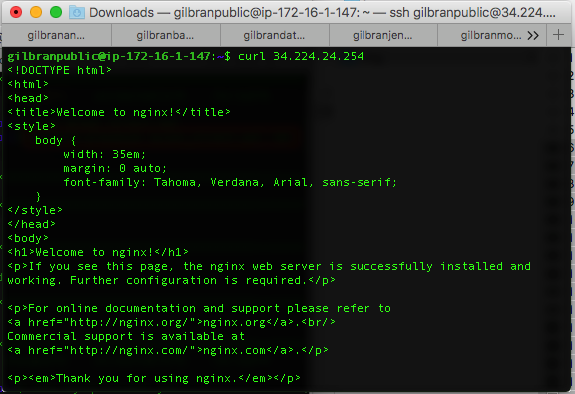 Downloads — gilbranpublic@ip-172-16-1-147: ~ — ssh gilbranpublic@34.224....
gilbranan... gilbranba... gilbrandat... gilbranjen... gilbranmo... >>
gilbranpublic@ip-172-16-1-147:~$ curl 34.224.24.254
<!DOCTYPE html>
<html>
<head>
<title>Welcome to nginx!</title>
<style>
    body {
        width: 35em;
        margin: 0 auto;
        font-family: Tahoma, Verdana, Arial, sans-serif;
    }
</style>
</head>
<body>
<h1>Welcome to nginx!</h1>
<p>If you see this page, the nginx web server is successfully installed and
working. Further configuration is required.</p>

<p>For online documentation and support please refer to
<a href="http://nginx.org/">nginx.org</a>.<br/>
Commercial support is available at
<a href="http://nginx.com/">nginx.com</a>.</p>

<p><em>Thank you for using nginx.</em></p>